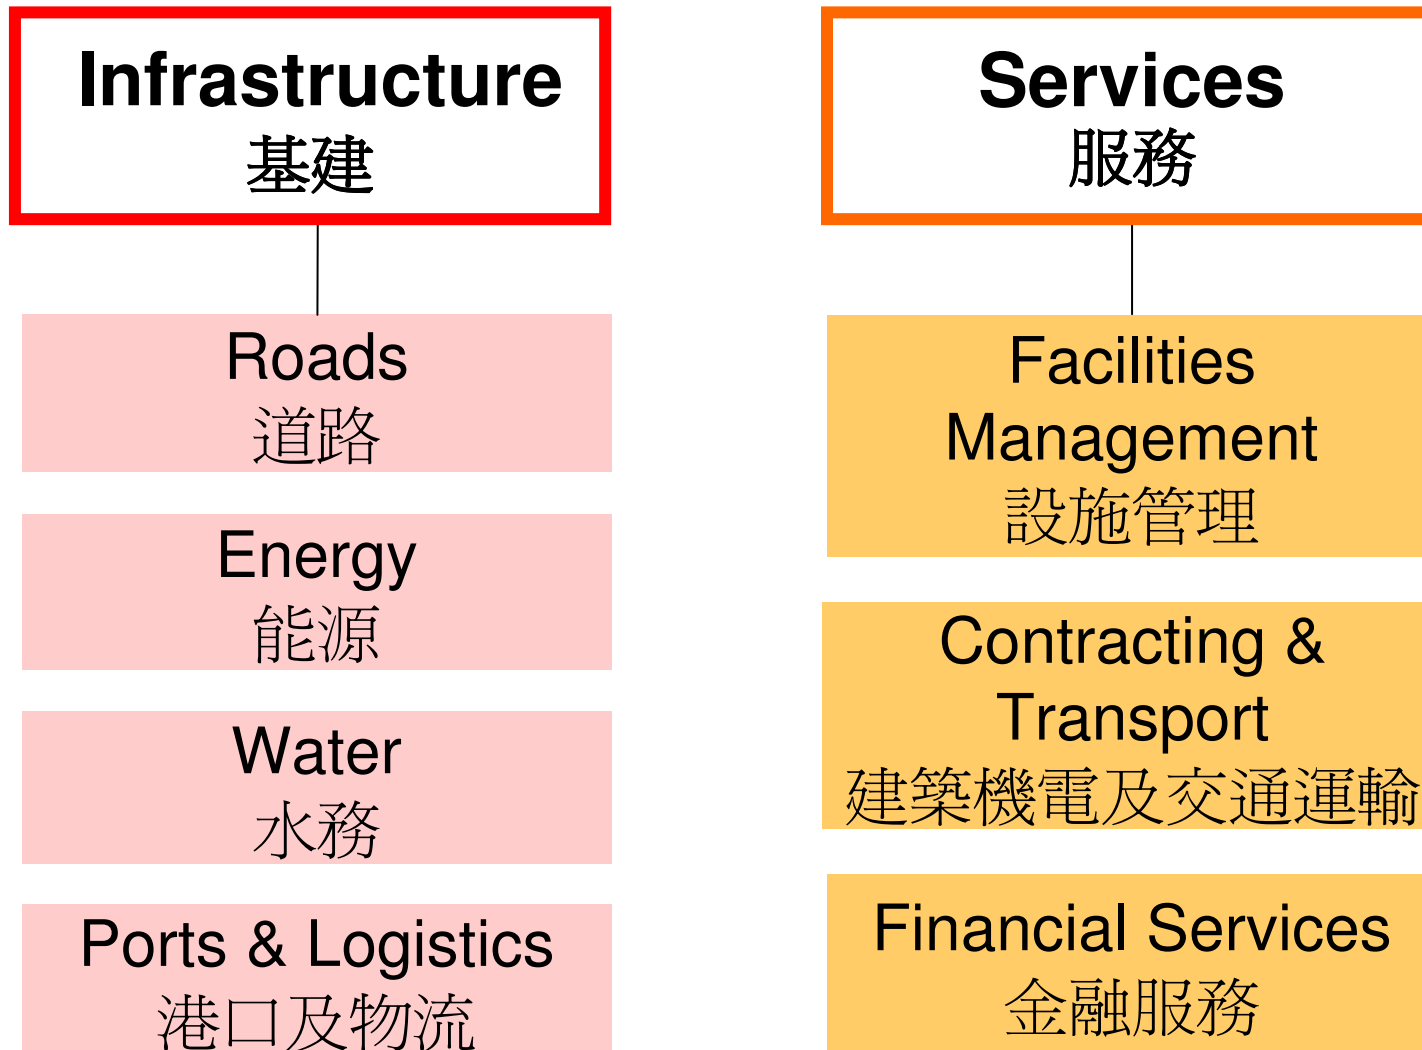 Infrastructure
基建
Roads
道路
Energy
能源
Water
水務
Ports & Logistics
港口及物流
Services
服務
Facilities
Management
設施管理
Contracting &
Transport
建築機電及交通運輸
Financial Services
金融服務